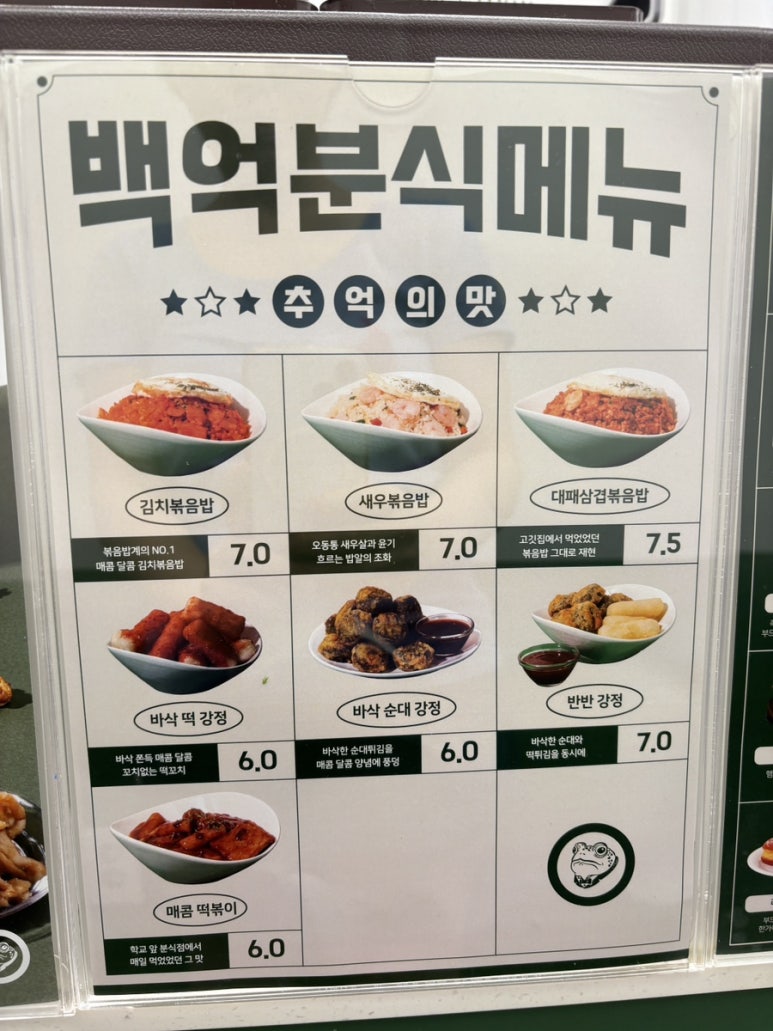 백억분식메뉴
★☆★ 추억의맛 ★☆★
김치볶음밥
볶음밥계의 NO.1
매콤 달콤 김치볶음밥
7.0
새우볶음밥
오동통 새우살과 윤기
흐르는 밥알의 조화
7.0
대패삼겹볶음밥
고깃집에서 먹었었던
볶음밥 그대로 재현
7.5
바삭 떡 강정
바삭 쫀득 매콤 달콤
꼬치없는 떡꼬치
6.0
바삭 순대 강정
바삭한 순대튀김을
매콤 달콤 양념에 퐁덩
6.0
반반 강정
바삭한 순대와
떡튀김을 동시에
7.0
매콤 떡볶이
학교 앞 분식점에서
매일 먹었었던 그 맛
6.0